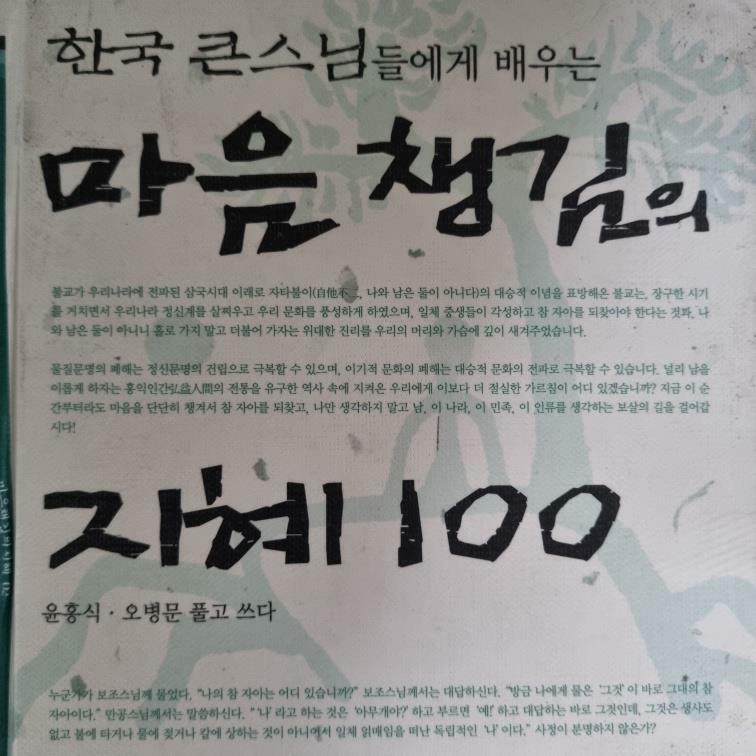 한국 큰스님들에게 배우는
마음 챙김의
불교가 우리나라에 전파된 삼국시대 이래로 자타불이(自他不二, 나와 남은 둘이 아니다)의 대승적 이념을 표방해온 불교는, 장구한 시기
를 거치면서 우리나라 정신계를 살찌우고 우리 문화를 풍성하게 하였으며, 일체 중생들이 각성하고 참 자아를 되찾아야 한다는 것과, 나
와 남은 둘이 아니니 홀로 가지 말고 더불어 가자는 위대한 진리를 우리의 머리와 가슴에 깊이 새겨주었습니다.
물질문명의 폐해는 정신문명의 건립으로 극복할 수 있으며, 이기적 문화의 폐해는 대승적 문화의 전파로 극복할 수 있습니다. 널리 남을
이롭게 하자는 홍익인간弘益人間의 전통을 유구한 역사 속에 지켜온 우리에게 이보다 더 절실한 가르침이 어디 있겠습니까? 지금 이 순
간부터라도 마음을 단단히 챙겨서 참 자아를 되찾고, 나만 생각하지 말고 남, 이 나라, 이 민족, 이 인류를 생각하는 보살의 길을 걸어갑
시다!
지혜 100
윤홍식 · 오병문 풀고 쓰다
누군가가 보조스님께 물었다. “나의 참 자아는 어디 있습니까?” 보조스님께서는 대답하신다. “방금 나에게 물은 ‘그것’이 바로 그대의 참
자아이다.” 만공스님께서는 말씀하신다. “‘나’라고 하는 것은 ‘아무개야?’ 하고 부르면 ‘예!’ 하고 대답하는 바로 그것인데, 그것은 생사도
없고 불에 타거나 물에 젖거나 칼에 상하는 것이 아니어서 일체 얽매임을 떠난 독립적인 ‘나’이다.” 사정이 분명하지 않은가?